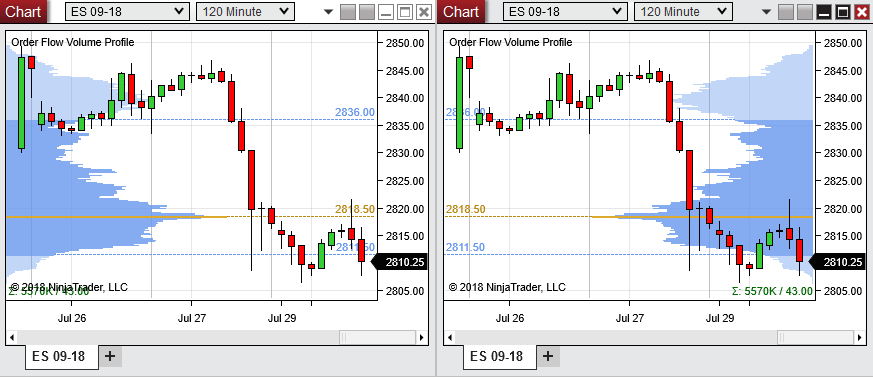 Chart ES 09-18 120 Minute
Order Flow Volume Profile
2850.00
2845.00
2840.00
2836.00
2835.00
2830.00
2825.00
2820.00
2818.50
2815.00
2811.50
2810.25
2805.00
© 2018 NinjaTrader, LLC
Σ: 5570K / 43.00
Jul 26 Jul 27 Jul 29
ES 09-18 +
Chart ES 09-18 120 Minute
Order Flow Volume Profile
2850.00
2845.00
2840.00
2836.00
2835.00
2830.00
2825.00
2820.00
2818.50
2815.00
2811.50
2810.25
2805.00
© 2018 NinjaTrader, LLC
Σ: 5570K / 43.00
Jul 26 Jul 27 Jul 29
ES 09-18 +